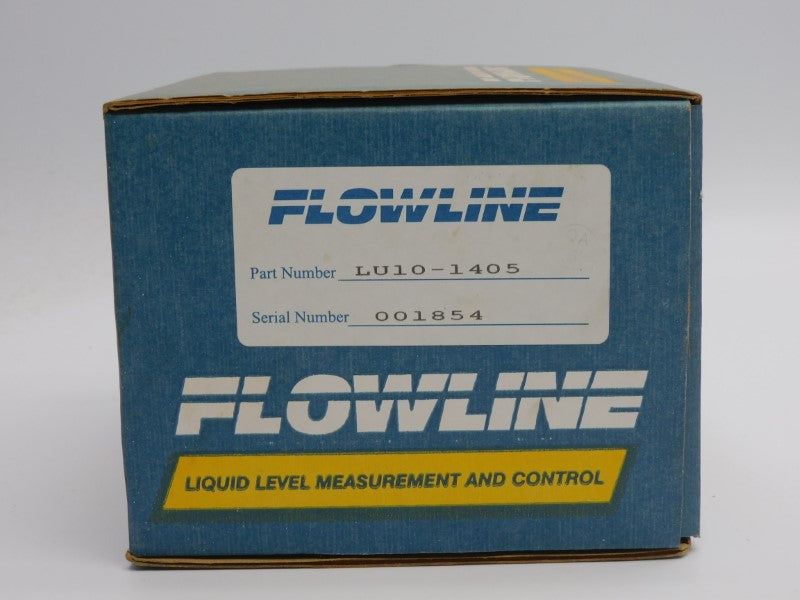 FLOWLINE
Part Number LU10-1405
Serial Number 001854
FLOWLINE
LIQUID LEVEL MEASUREMENT AND CONTROL